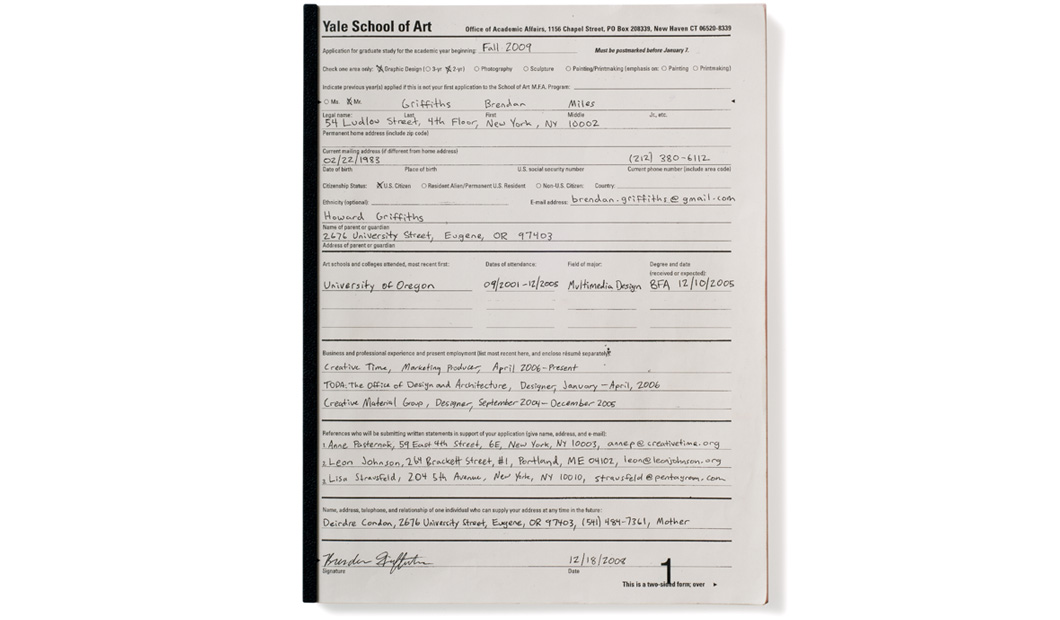 Yale School of Art Office of Academic Affairs, 1156 Chapel Street, PO Box 208339, New Haven CT 06520-8339
Application for graduate study for the academic year beginning: Fall 2009 Must be postmarked before January 7.
Check one area only: Graphic Design ( 3-yr 2-yr) Photography Sculpture Painting/Printmaking (emphasis on: Painting Printmaking)
Indicate previous year(s) applied if this is not your first application to the School of Art M.F.A. Program:
Ms. Mr. Griffiths Brendan Miles
Legal name: Last First Middle Jr., etc.
54 Ludlow Street, 4th Floor, New York, NY 10002
Permanent home address (include zip code)
Current mailing address (if different from home address)
02/22/1983 (212) 380-6112
Date of birth Place of birth U.S. social security number Current phone number (include area code)
Citizenship Status: U.S. Citizen Resident Alien/Permanent U.S. Resident Non-U.S. Citizen: Country:
Ethnicity (optional): E-mail address: brendan.griffiths@gmail.com
Howard Griffiths
Name of parent or guardian
2676 University Street, Eugene, OR 97403
Address of parent or guardian
Art schools and colleges attended, most recent first: Dates of attendance: Field of major: Degree and date
(received or expected):
University of Oregon 09/2001-12/2005 Multimedia Design BFA 12/10/2005
Business and professional experience and present employment (list most recent here, and enclose résumé separately):
Creative Time, Marketing Producer, April 2006-Present
TODA: The Office of Design and Architecture, Designer, January - April, 2006
Creative Material Group, Designer, September 2004 - December 2005
References who will be submitting written statements in support of your application (give name, address, and e-mail):
1. Anne Pasternak, 59 East 4th Street, 6E, New York, NY 10003, annep@creativetime.org
2. Leon Johnson, 264 Brackett Street, #1, Portland, ME 04102, leon@leonjohnson.org
3. Lisa Strausfeld, 204 5th Avenue, New York, NY 10010, strausfeld@pentagram.com
Name, address, telephone, and relationship of one individual who can supply your address at any time in the future:
Deirdre Condon, 2676 University Street, Eugene, OR 97403, (541) 484-7361, Mother
Brendan Griffiths 12/18/2008
Signature Date
1
This is a two-sided form; over